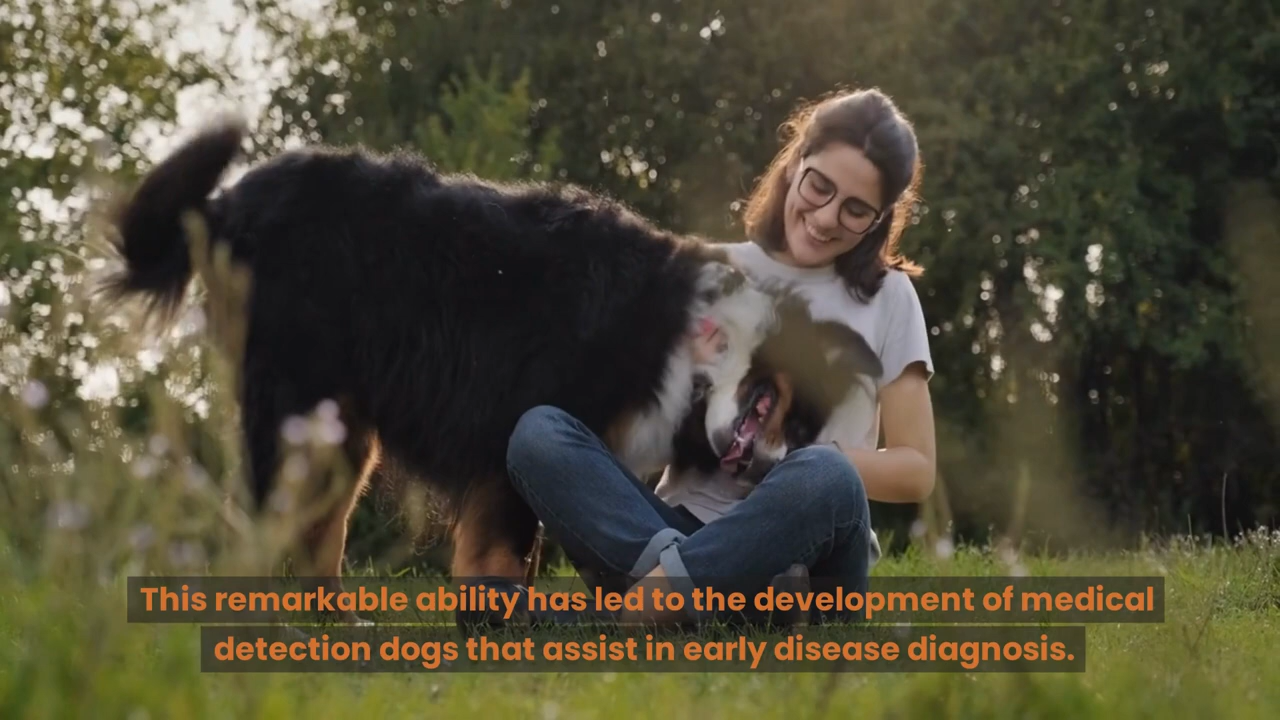 This remarkable ability has led to the development of medical
detection dogs that assist in early disease diagnosis.